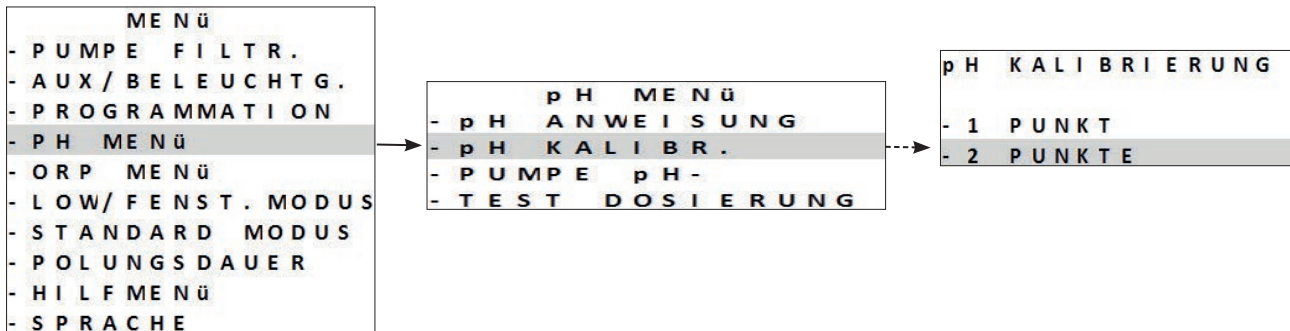 MENü
- PUMPE FILTR.
- AUX/BELEUCHTG.
- PROGRAMMATION
- PH MENü
- ORP MENü
- LOW/FENST. MODUS
- STANDARD MODUS
- POLUNGSDAUER
- HILFMENü
- SPRACHE
pH MENü
- pH ANWEISUNG
- pH KALIBR.
- PUMPE pH-
- TEST DOSIERUNG
pH KALIBRIERUNG
- 1 PUNKT
- 2 PUNKTE